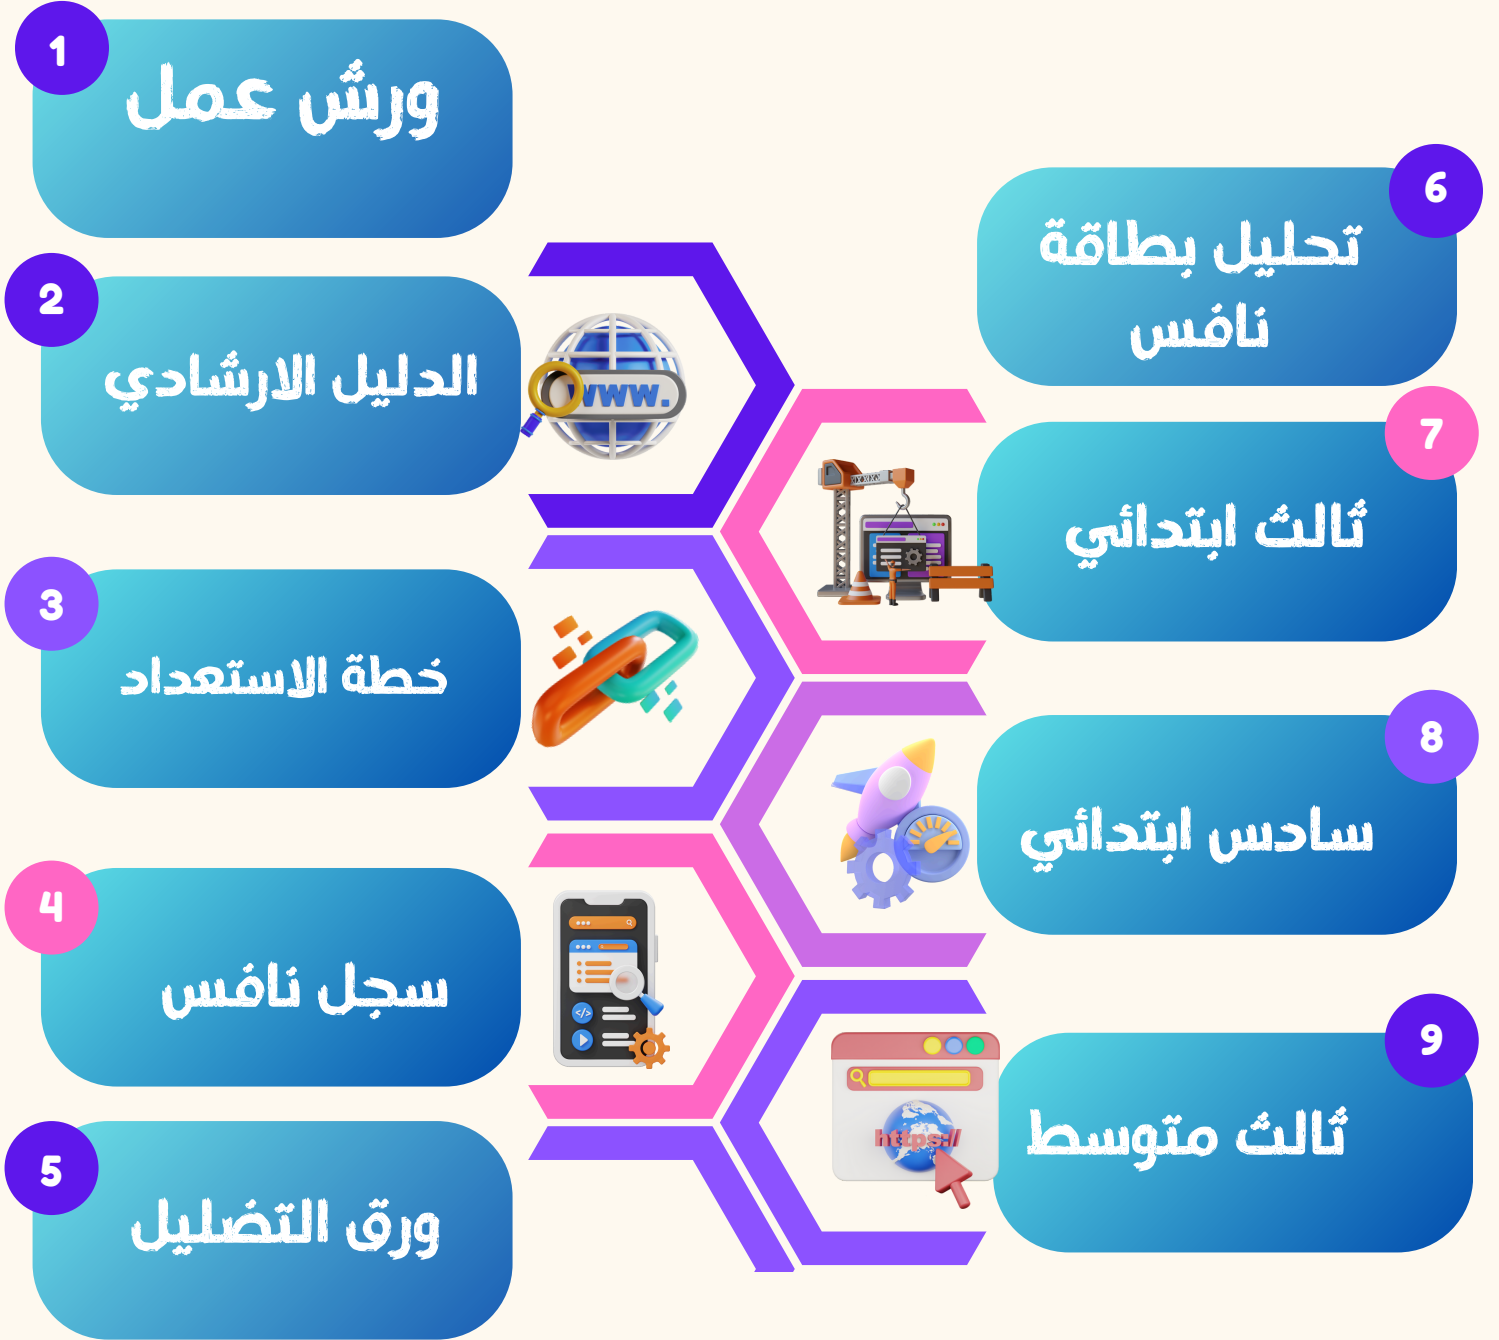 1
ورش عمل
2
الدليل الارشادي
3
خطة الاستعداد
4
سجل نافس
5
ورق التضليل
6
تحليل بطاقة
نافس
7
ثالث ابتدائي
8
سادس ابتدائي
9
ثالث متوسط
www.
https://